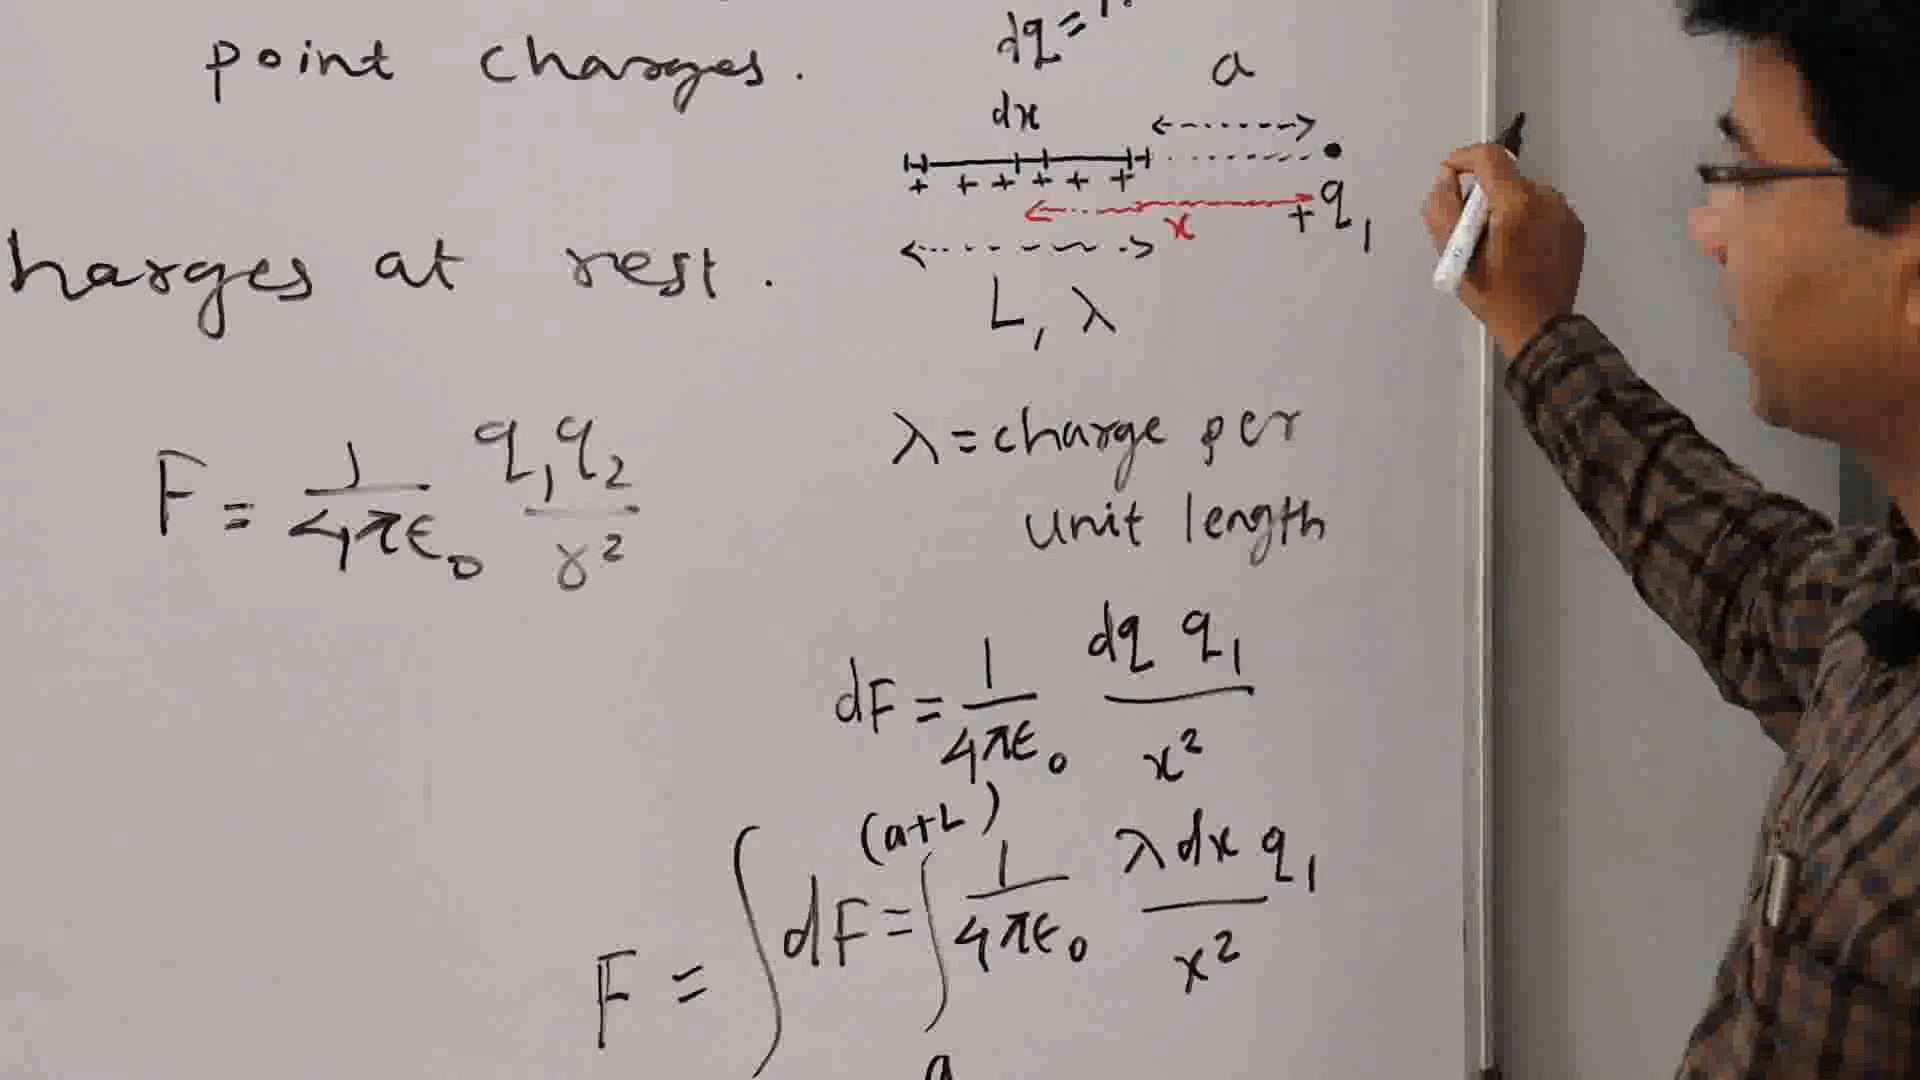 point charges.
harges at rest.
F = 1/4πϵ₀ q₁q₂/r²
dq =
dx
a
+ + + + + +
x
+q₁
L, λ
λ = charge per
unit length
dF = 1/4πϵ₀ dq q₁/x²
F = ∫dF = ∫ₐ⁽ᵃ⁺ᴸ⁾ 1/4πϵ₀ λ dx q₁/x²